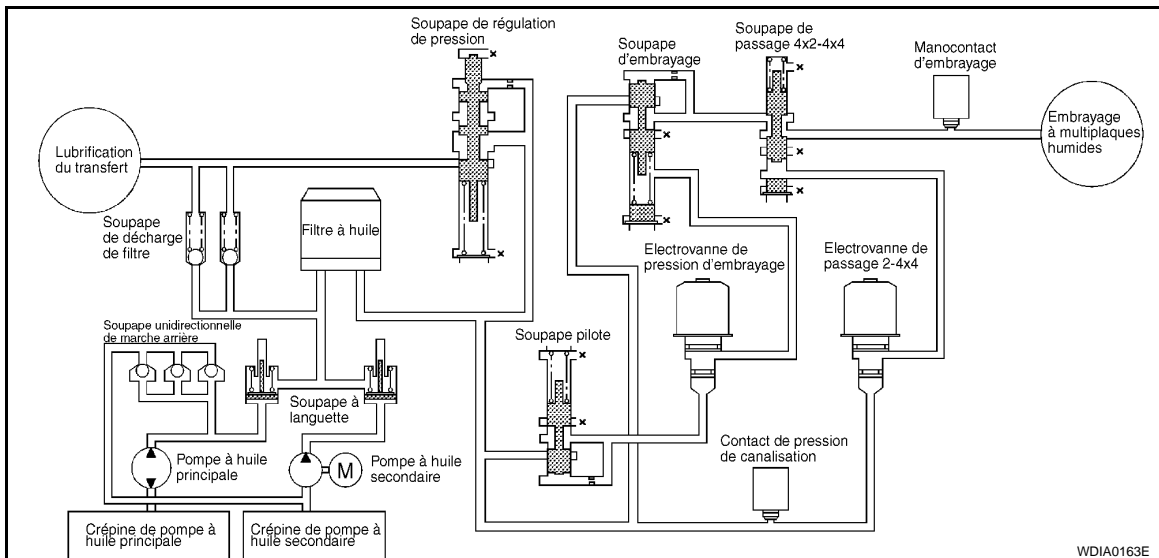 Soupape de régulation
de pression
Soupape
d'embrayage
Soupape de
passage 4x2-4x4
Manocontact
d'embrayage
Lubrification
du transfert
Embrayage
à multiplaques
humides
Soupape
de décharge
de filtre
Filtre à huile
Electrovanne de
pression d'embrayage
Electrovanne de
passage 2-4x4
Soupape unidirectionnelle
de marche arrière
Soupape pilote
Soupape à
languette
Pompe à huile
principale
M
Pompe à huile
secondaire
Contact de pression
de canalisation
Crépine de pompe à
huile principale
Crépine de pompe à
huile secondaire
WDIA0163E